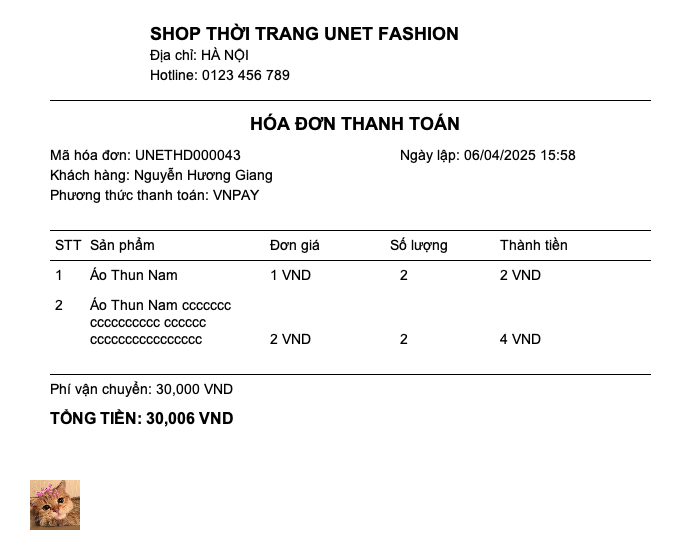 SHOP THỜI TRANG UNET FASHION
Địa chỉ: HÀ NỘI
Hotline: 0123 456 789
HÓA ĐƠN THANH TOÁN
Mã hóa đơn: UNETHD000043 Ngày lập: 06/04/2025 15:58
Khách hàng: Nguyễn Hương Giang
Phương thức thanh toán: VNPAY
STT Sản phẩm Đơn giá Số lượng Thành tiền
1 Áo Thun Nam 1 VND 2 2 VND
2 Áo Thun Nam ccccccc
cccccccccc cccccc
cccccccccccccccc 2 VND 2 4 VND
Phí vận chuyển: 30,000 VND
TỔNG TIỀN: 30,006 VND